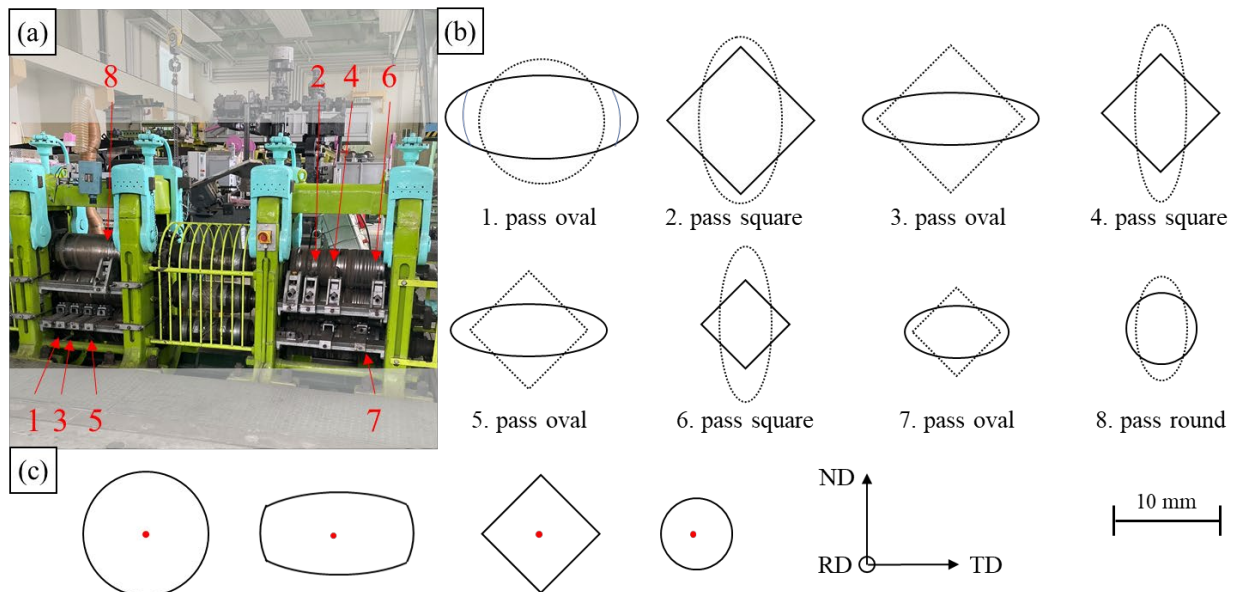 (a)
8 2 4 6
1 3 5 7
(b)
1. pass oval 2. pass square 3. pass oval 4. pass square
5. pass oval 6. pass square 7. pass oval 8. pass round
(c)
ND
RD TD
10 mm